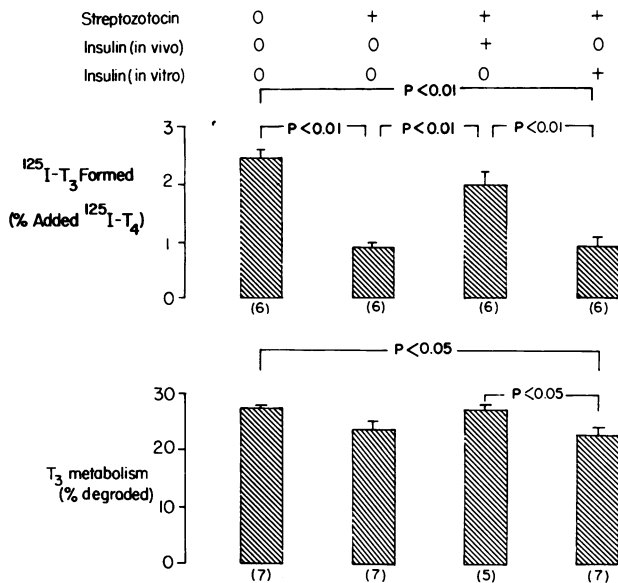 Streptozotocin 0 + + +
Insulin (in vivo) 0 0 + 0
Insulin (in vitro) 0 0 0 +
P<0.01
P<0.01 P<0.01 P<0.01
3
125I-T3 Formed
2
(% Added 125I-T4)
1
0
(6) (6) (6) (6)
P<0.05
30
P<0.05
20
T3 metabolism
(% degraded)
10
0
(7) (7) (5) (7)